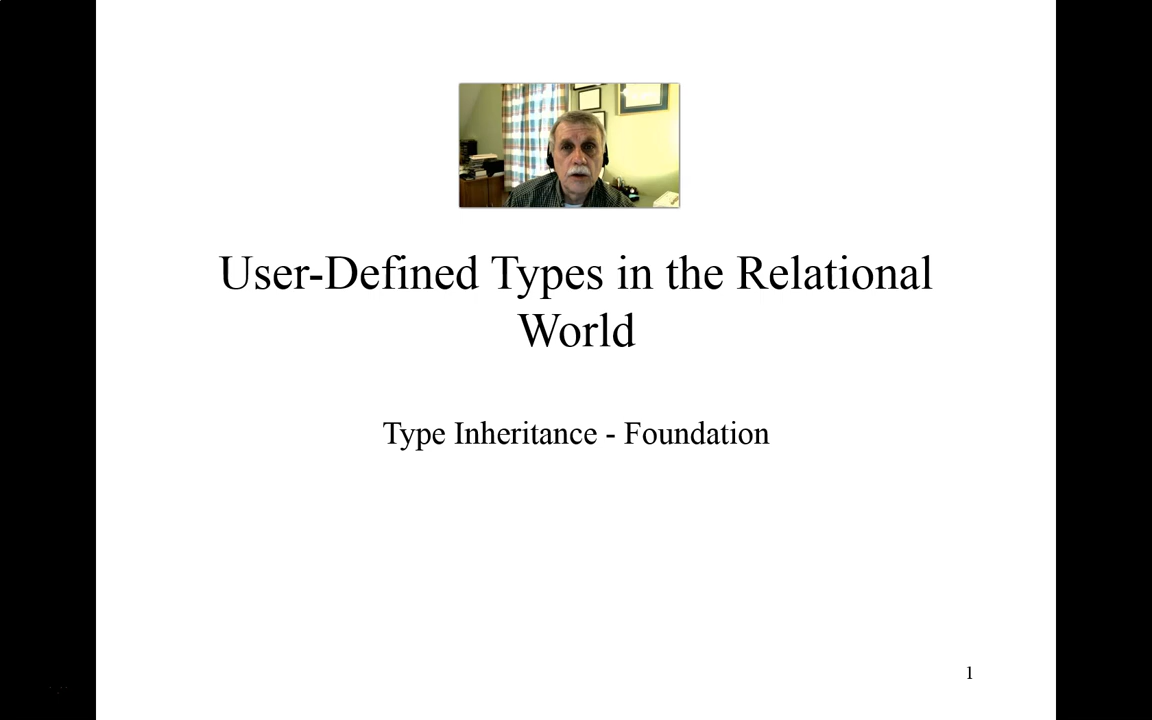 User-Defined Types in the Relational
World
Type Inheritance - Foundation
1